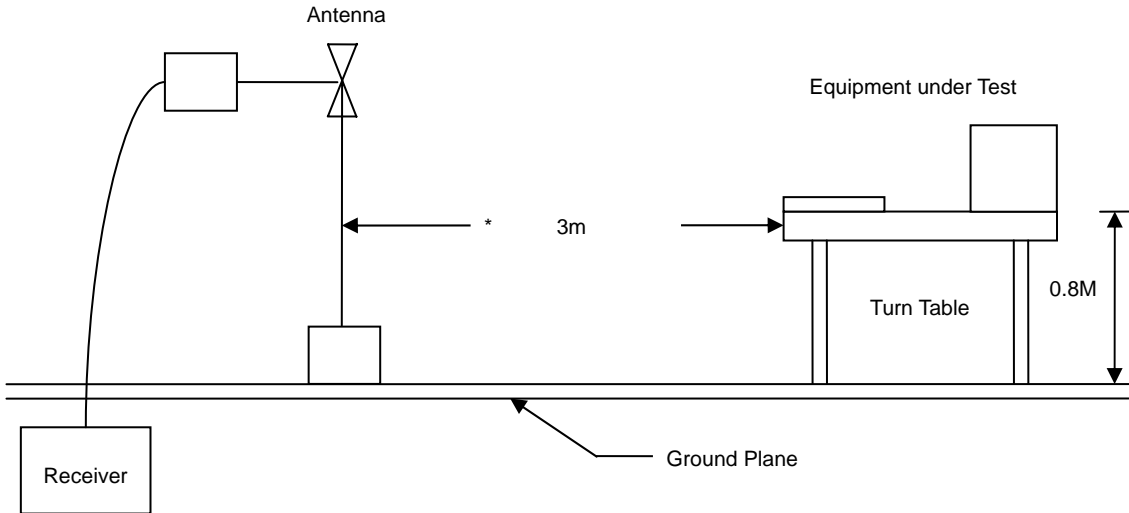 Antenna
Equipment under Test
* 3m
0.8M
Turn Table
Ground Plane
Receiver